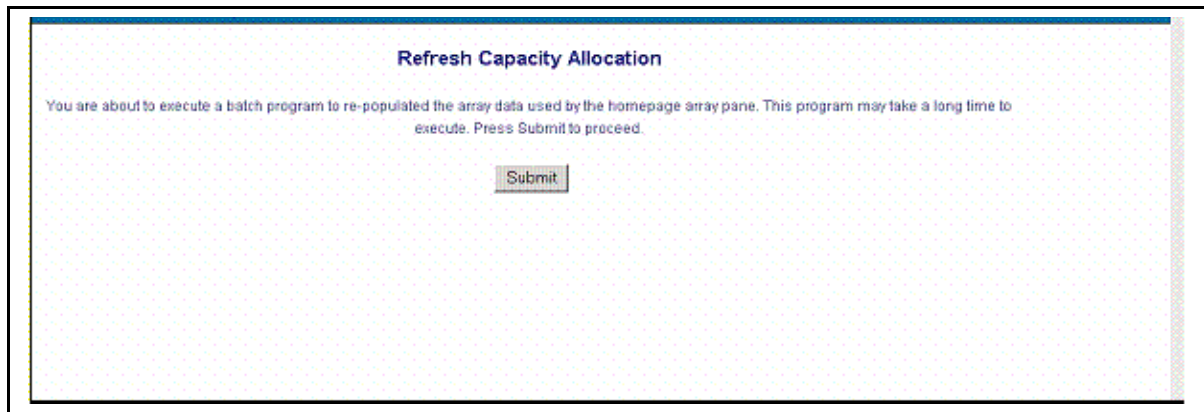 Refresh Capacity Allocation
You are about to execute a batch program to re-populated the array data used by the homepage array pane. This program may take a long time to
execute. Press Submit to proceed.
Submit